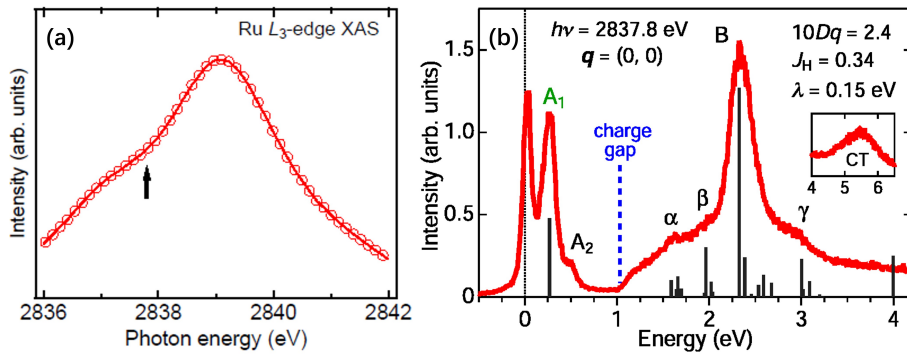 (a)
Ru L₃-edge XAS
Intensity (arb. units)
2836
2838
2840
2842
Photon energy (eV)
(b)
hν = 2837.8 eV
q = (0, 0)
B
10Dq = 2.4
J_H = 0.34
λ = 0.15 eV
A₁
charge
gap
CT
4
5
6
α
β
γ
A₂
Intensity (arb. units)
1.5
1.0
0.5
0
0
1
2
3
4
Energy (eV)